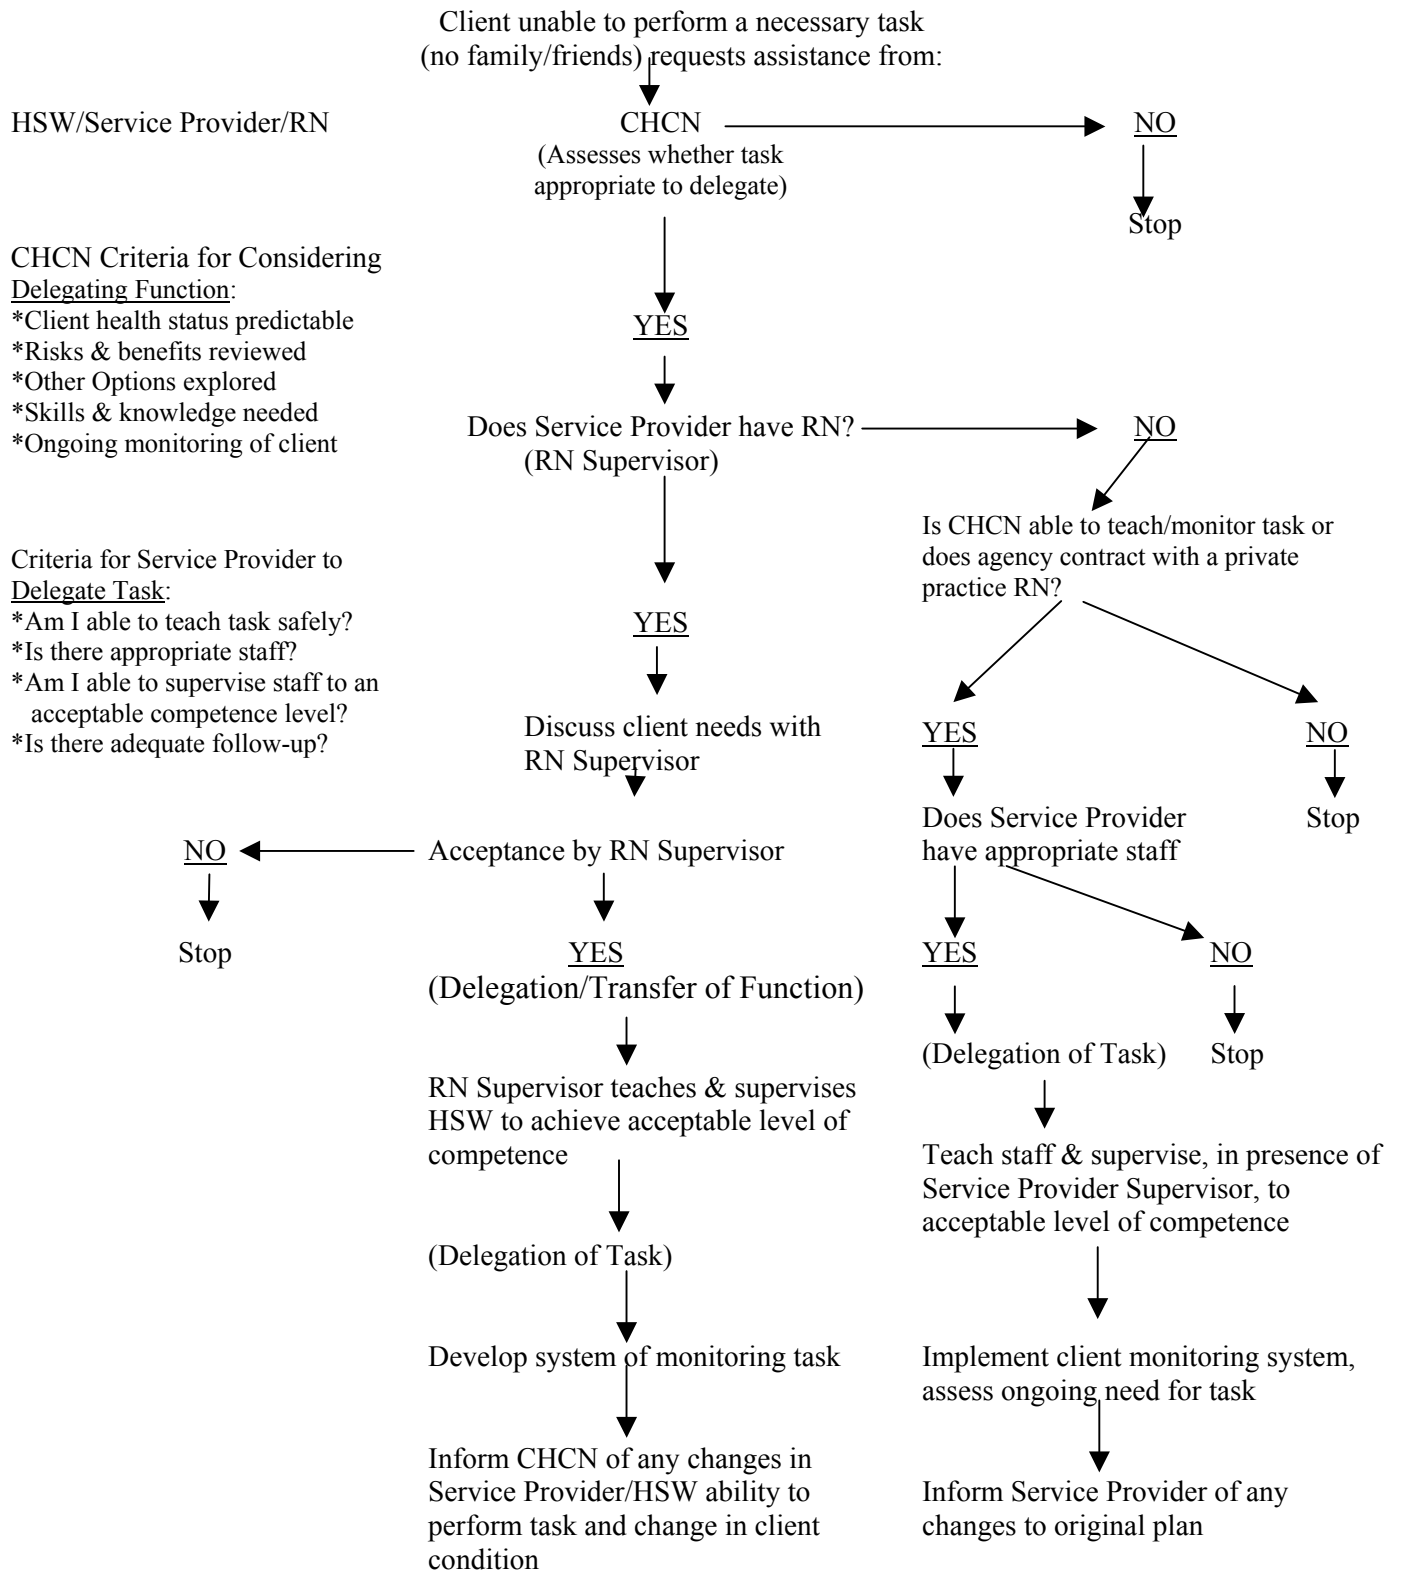 Client unable to perform a necessary task
(no family/friends) requests assistance from:
HSW/Service Provider/RN
CHCN
NO
(Assesses whether task
appropriate to delegate)
Stop
CHCN Criteria for Considering
Delegating Function:
*Client health status predictable
*Risks & benefits reviewed
*Other Options explored
*Skills & knowledge needed
*Ongoing monitoring of client
YES
Does Service Provider have RN?
(RN Supervisor)
NO
Is CHCN able to teach/monitor task or
does agency contract with a private
practice RN?
Criteria for Service Provider to
Delegate Task:
*Am I able to teach task safely?
*Is there appropriate staff?
*Am I able to supervise staff to an
acceptable competence level?
*Is there adequate follow-up?
YES
Discuss client needs with
RN Supervisor
YES
NO
Does Service Provider
have appropriate staff
Stop
NO
Acceptance by RN Supervisor
Stop
YES
(Delegation/Transfer of Function)
YES
NO
(Delegation of Task)
Stop
RN Supervisor teaches & supervises
HSW to achieve acceptable level of
competence
Teach staff & supervise, in presence of
Service Provider Supervisor, to
acceptable level of competence
(Delegation of Task)
Develop system of monitoring task
Implement client monitoring system,
assess ongoing need for task
Inform CHCN of any changes in
Service Provider/HSW ability to
perform task and change in client
condition
Inform Service Provider of any
changes to original plan